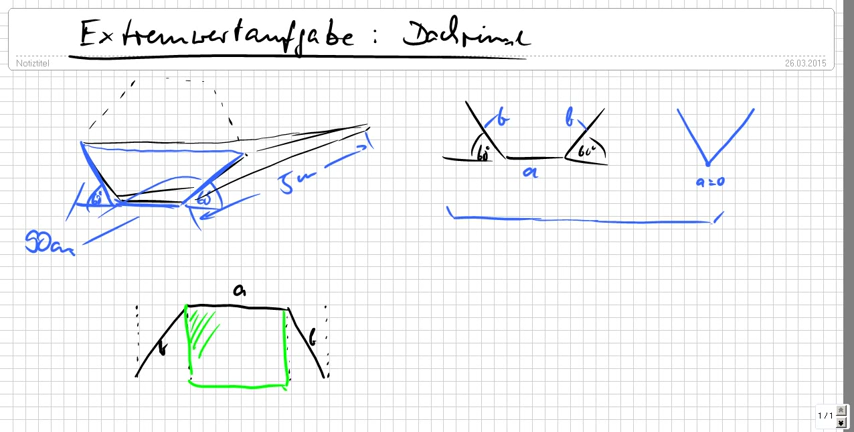 Extremwertaufgabe: Dachrinne
Notiztitel
26.03.2015
b
b
60°
60°
a
a=0
60°
60
5m
50cm
a
b
b
1/1